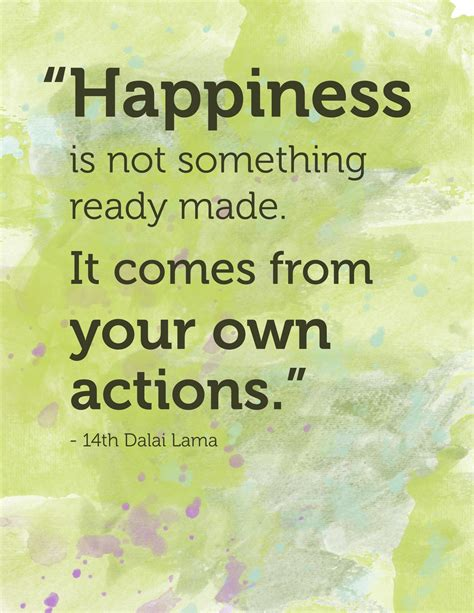 “Happiness
is not something
ready made.
It comes from
your own
actions.”
- 14th Dalai Lama